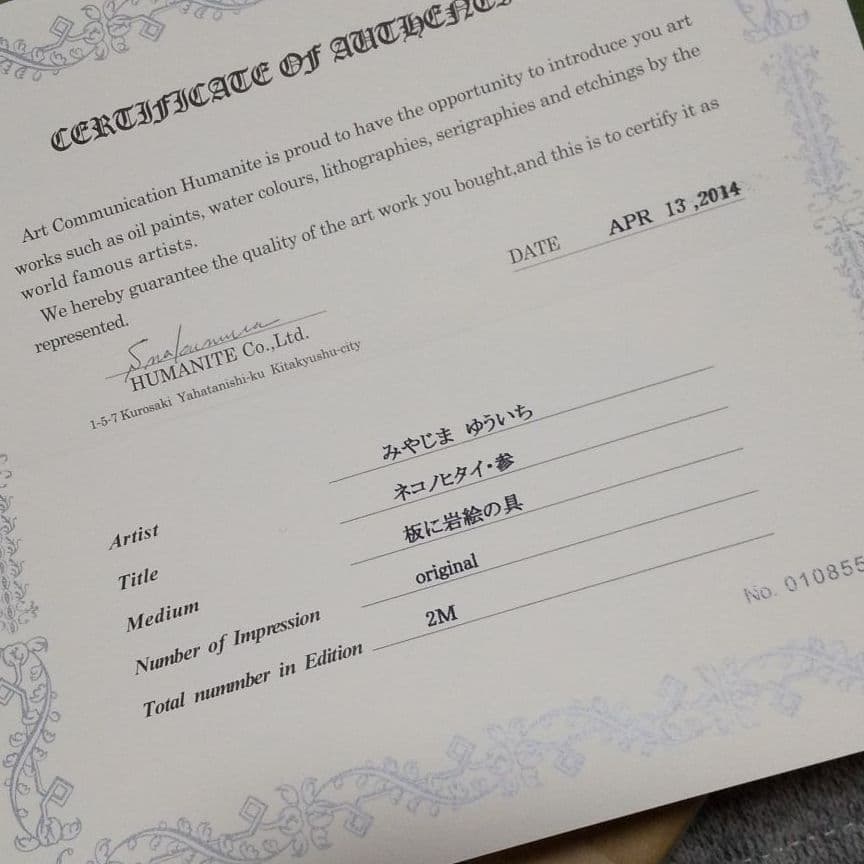 CERTIFICATE OF
Art Communication Humanite is proud to have the opportunity to introduce you art
works such as oil paints, water colours, lithographies, serigraphies and etchings by the
world famous artists.
We hereby guarantee the quality of the art work you bought,and this is to certify it as
represented.
DATE APR 13 ,2014
HUMANITE Co.,Ltd.
1-5-7 Kurosaki Yahatanishi-ku Kitakyushu-city
Artist みやじま ゆういち
Title ネコノヒタイ・参
Medium 板に岩絵の具
Number of Impression original
Total nummber in Edition 2M
No. 010855